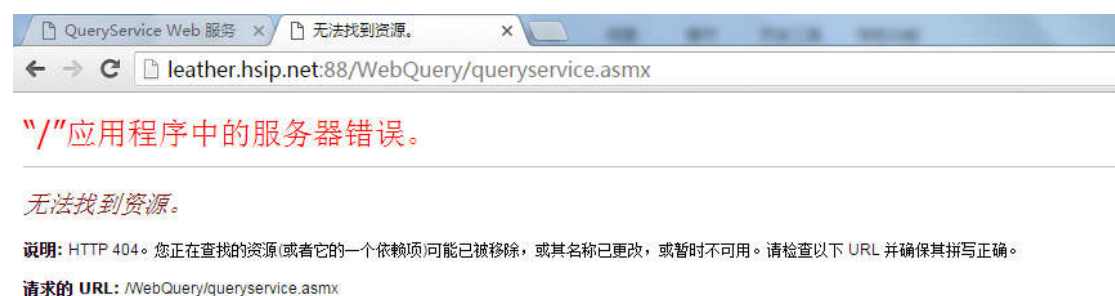 QueryService Web 服务
无法找到资源。
leather.hsip.net:88/WebQuery/queryservice.asmx
“/”应用程序中的服务器错误。
无法找到资源。
说明: HTTP 404。您正在查找的资源(或者它的一个依赖项)可能已被移除，或其名称已更改，或暂时不可用。请检查以下 URL 并确保其拼写正确。
请求的 URL: /WebQuery/queryservice.asmx